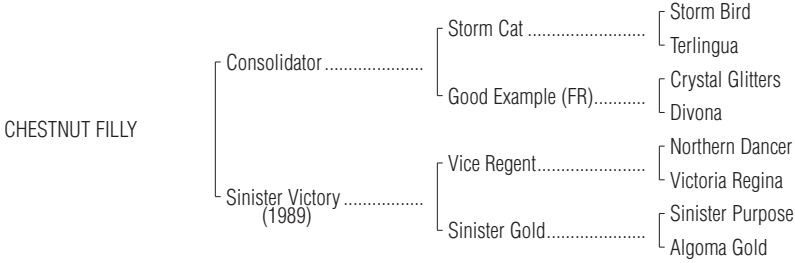 Storm Bird
Storm Cat ........................
Terlingua
Consolidator .....................
Crystal Glitters
Good Example (FR)...........
Divona
CHESTNUT FILLY
Northern Dancer
Vice Regent.......................
Victoria Regina
Sinister Victory .................
(1989)
Sinister Purpose
Sinister Gold.....................
Algoma Gold